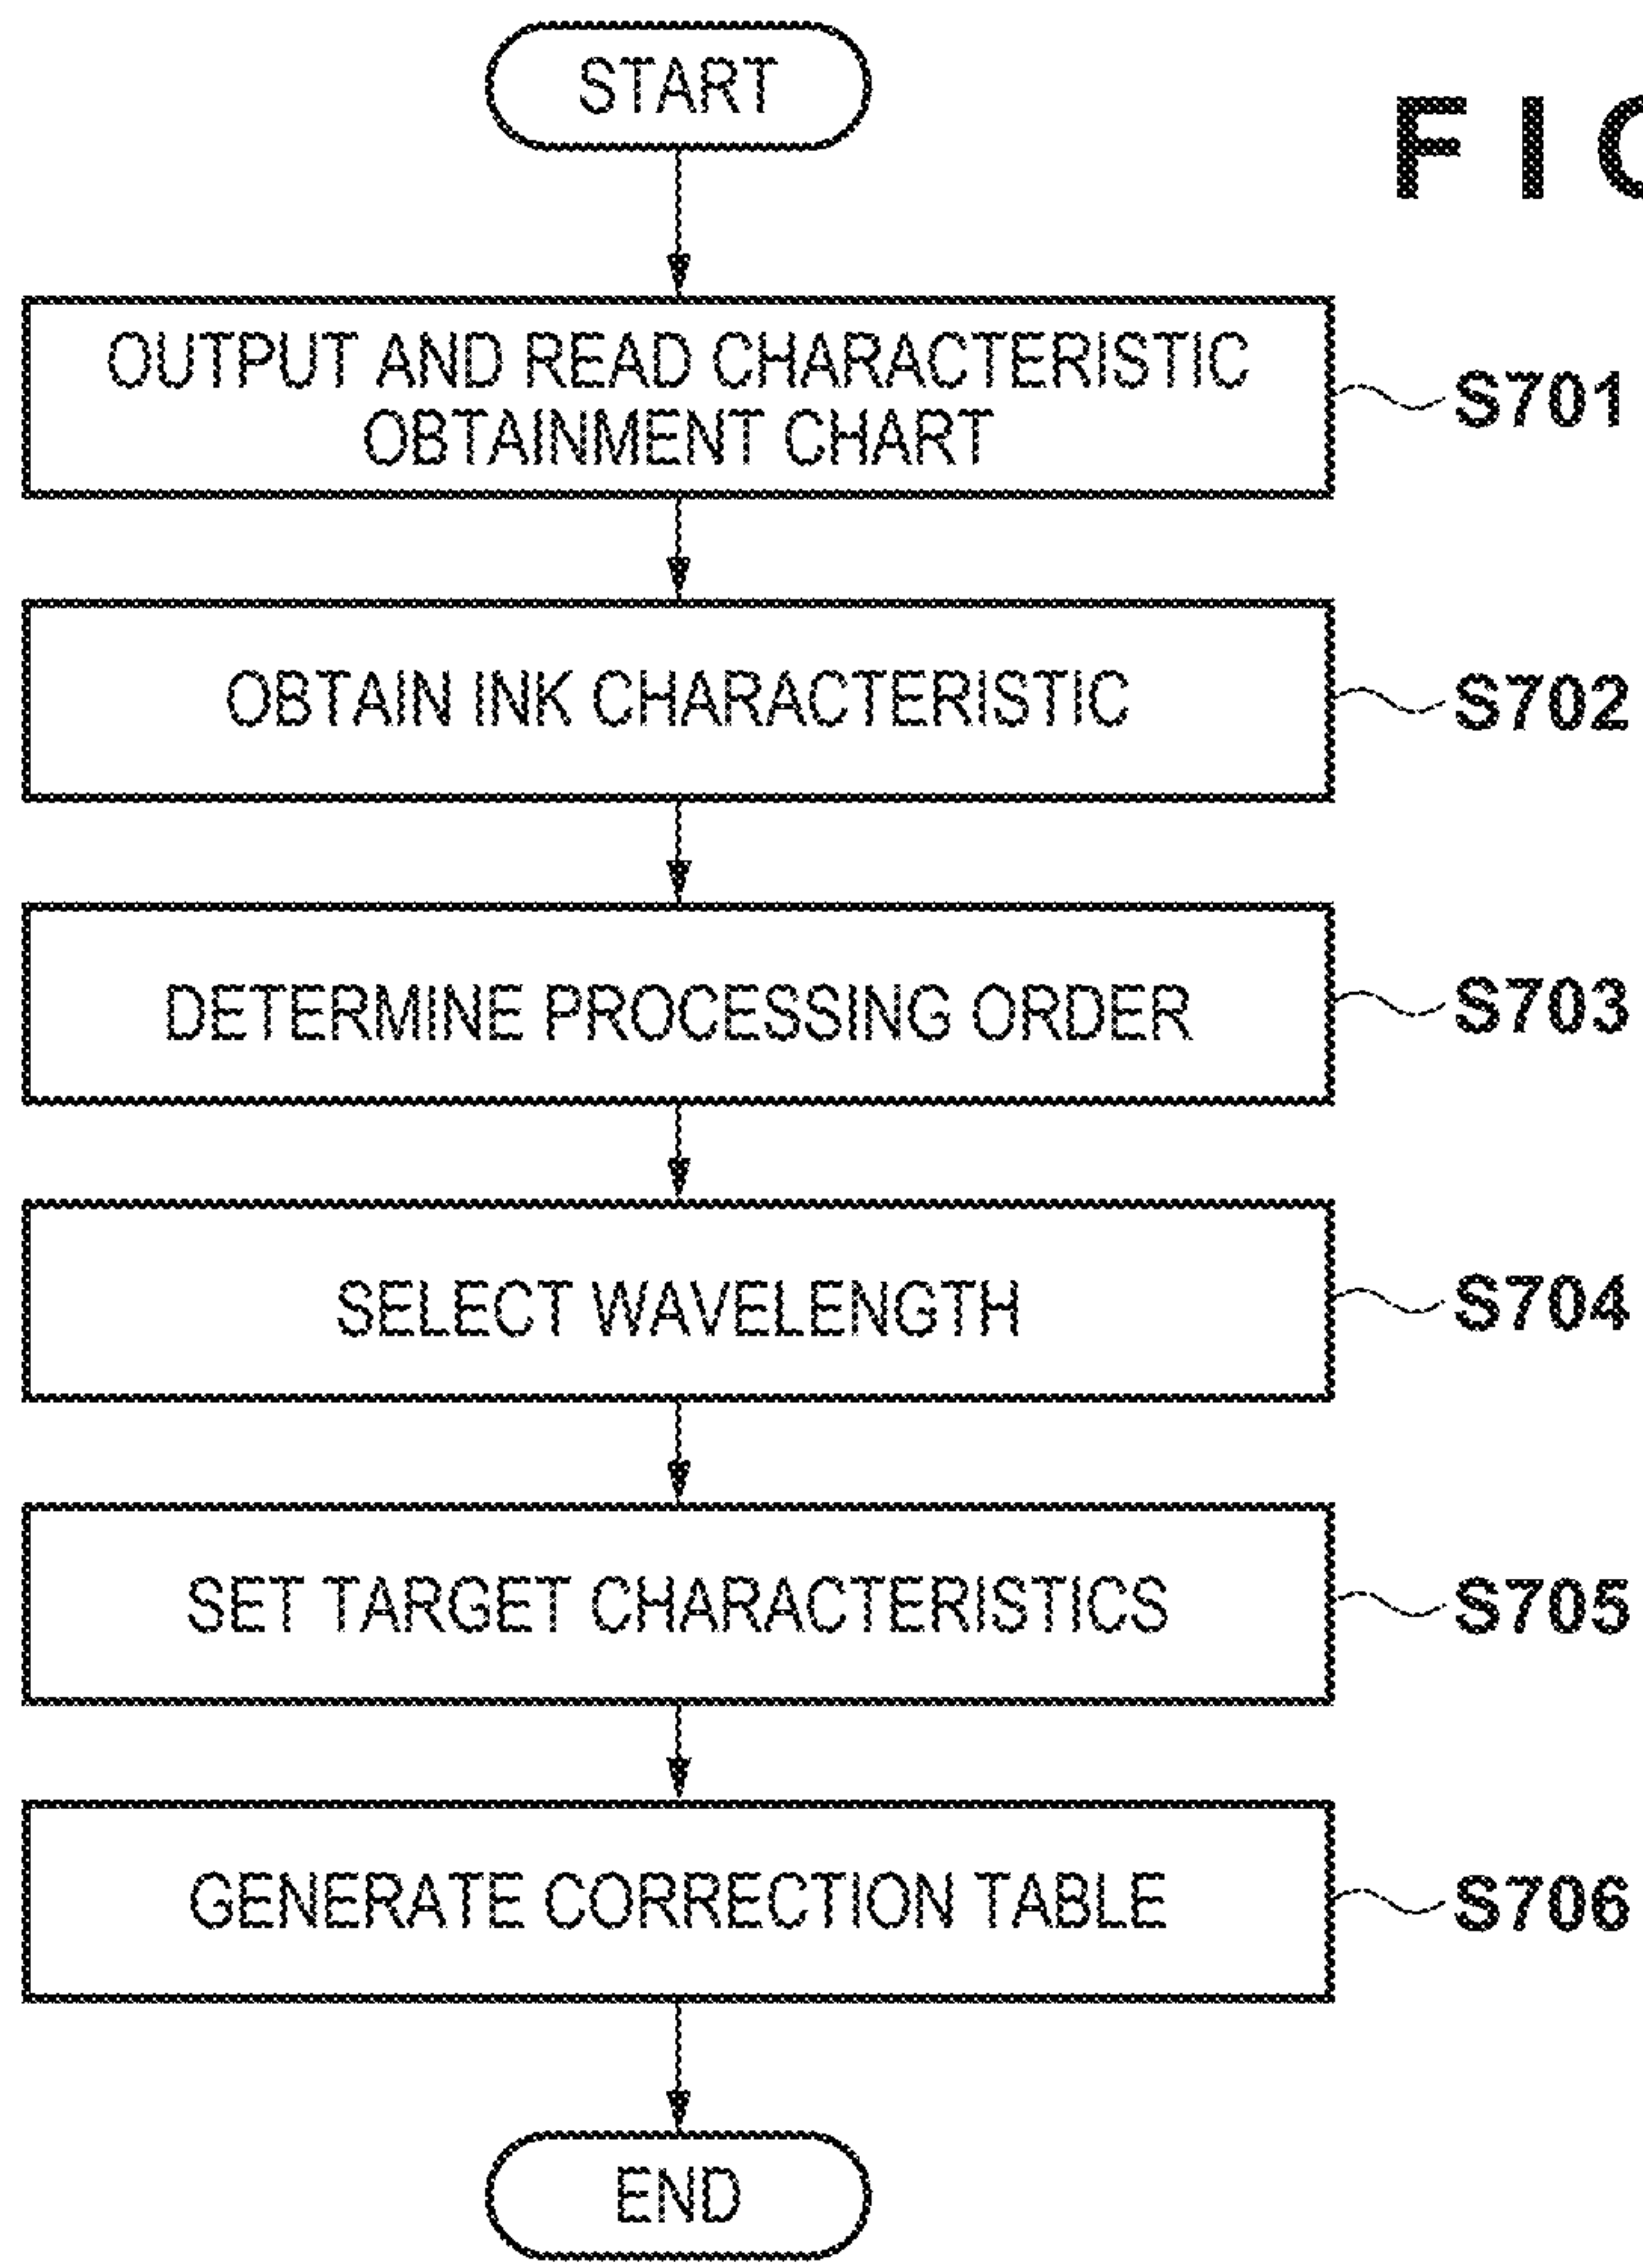 START
FI
OUTPUT AND READ CHARACTERISTIC
OBTAINMENT CHART
S701
OBTAIN INK CHARACTERISTIC
S702
DETERMINE PROCESSING ORDER
S703
SELECT WAVELENGTH
S704
SET TARGET CHARACTERISTICS
S705
GENERATE CORRECTION TABLE
S706
END